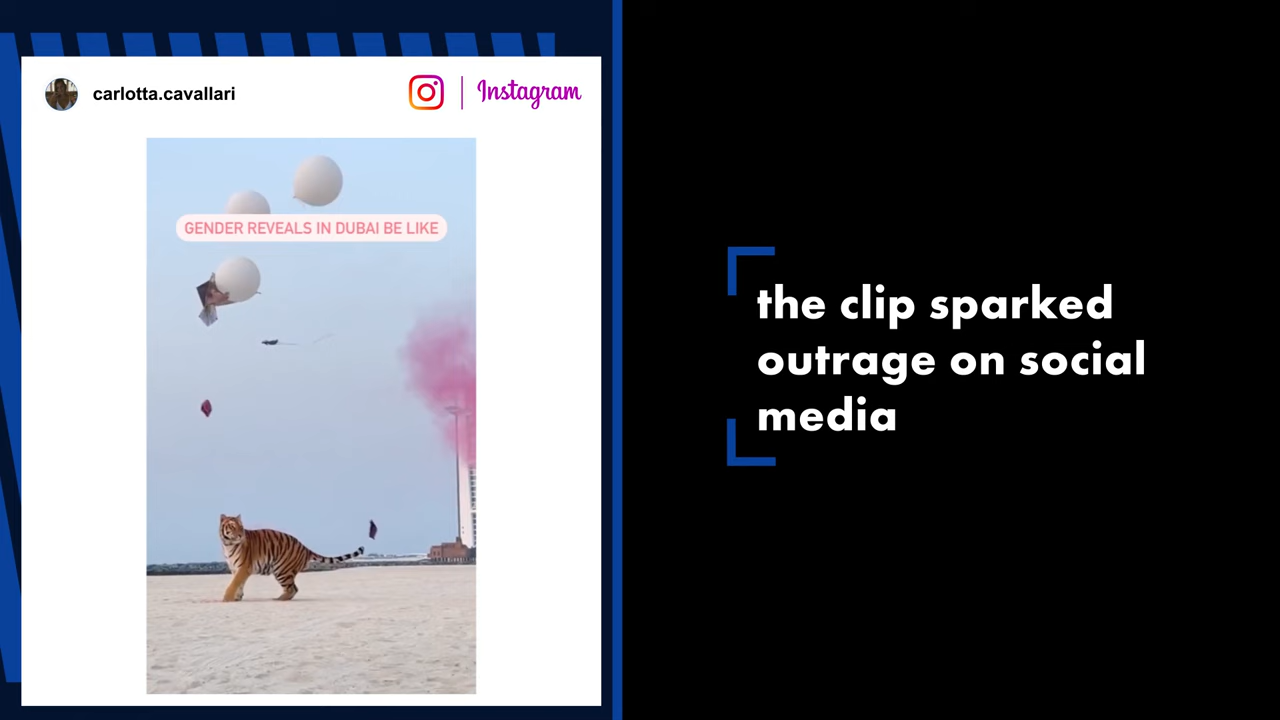 carlotta.cavallari
Instagram
GENDER REVEALS IN DUBAI BE LIKE
the clip sparked
outrage on social
media